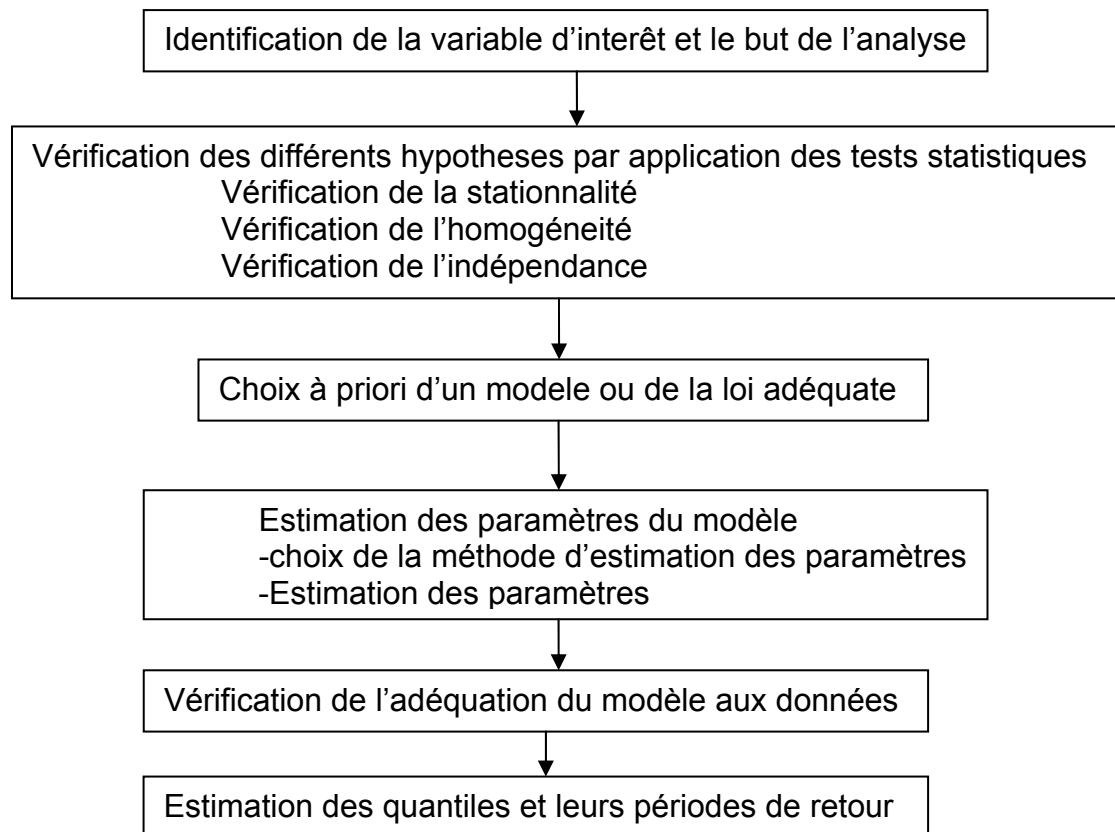 Identification de la variable d’interêt et le but de l’analyse
Vérification des différents hypotheses par application des tests statistiques
Vérification de la stationnalité
Vérification de l’homogéneité
Vérification de l’indépendance
Choix à priori d’un modele ou de la loi adéquate
Estimation des paramètres du modèle
-choix de la méthode d’estimation des paramètres
-Estimation des paramètres
Vérification de l’adéquation du modèle aux données
Estimation des quantiles et leurs périodes de retour